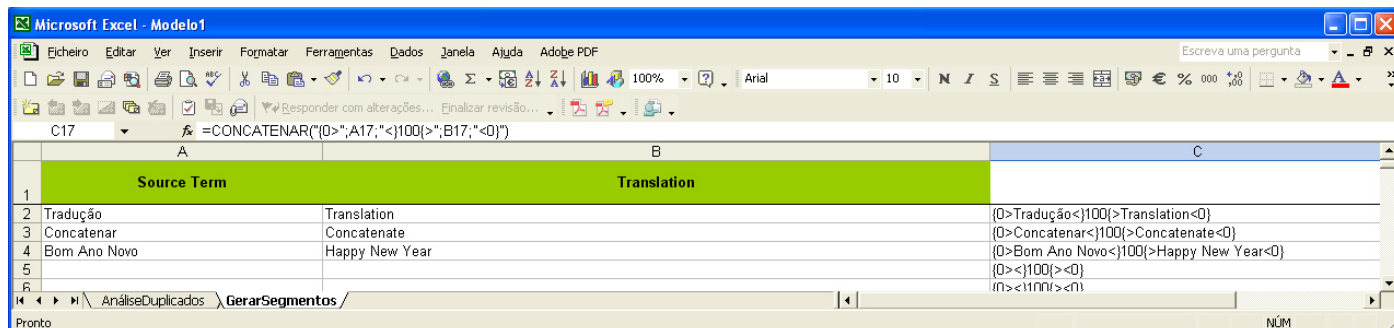 Microsoft Excel - Modelo1
Ficheiro Editar Ver Inserir Formatar Ferramentas Dados Janela Ajuda Adobe PDF Escreva uma pergunta
100% Arial 10 N I S € % 000
Responder com alterações... Finalizar revisão...
C17 fx =CONCATENAR("{0>";A17;"<}100{>";B17;"<0}")
A B C
1 Source Term Translation
2 Tradução Translation {0>Tradução<}100{>Translation<0}
3 Concatenar Concatenate {0>Concatenar<}100{>Concatenate<0}
4 Bom Ano Novo Happy New Year {0>Bom Ano Novo<}100{>Happy New Year<0}
5 {0><}100{><0}
6 {0><}100{><0}
AnáliseDuplicados GerarSegmentos
Pronto NÚM